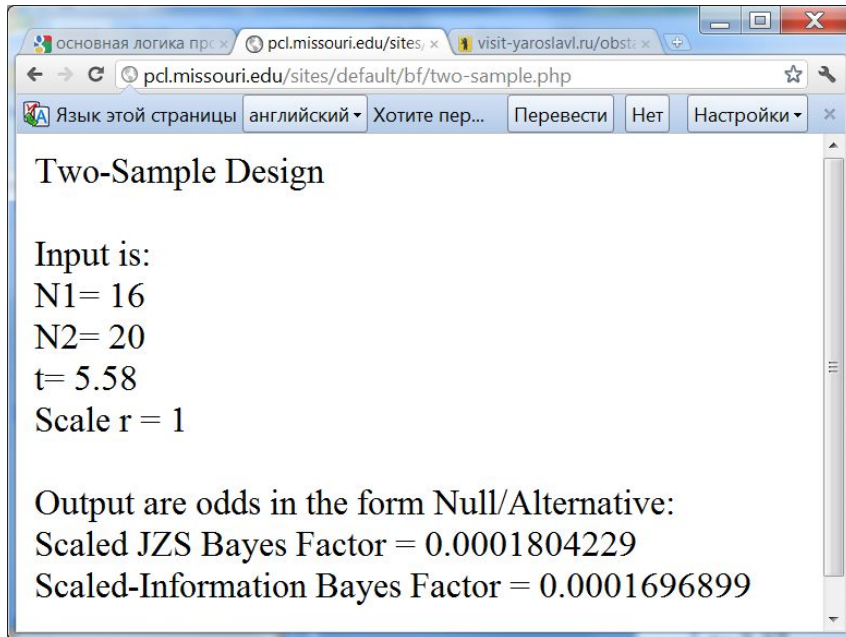 основная логика про pcl.missouri.edu/sites/ visit-yaroslavl.ru/obsta
pcl.missouri.edu/sites/default/bf/two-sample.php
Язык этой страницы английский Хотите пер... Перевести Нет Настройки
Two-Sample Design
Input is:
N1= 16
N2= 20
t= 5.58
Scale r = 1
Output are odds in the form Null/Alternative:
Scaled JZS Bayes Factor = 0.0001804229
Scaled-Information Bayes Factor = 0.0001696899